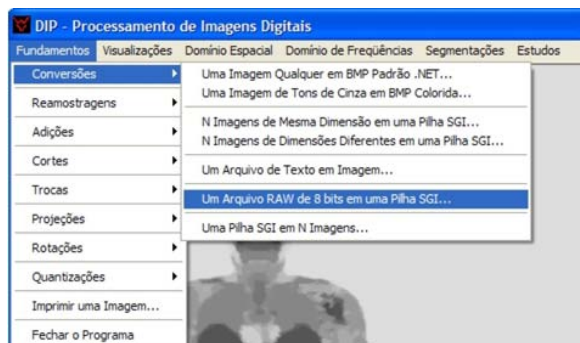 DIP - Processamento de Imagens Digitais
Fundamentos Visualizações Domínio Espacial Domínio de Freqüências Segmentações Estudos
Conversões
Reamostragens
Adições
Cortes
Trocas
Projeções
Rotações
Quantizações
Imprimir uma Imagem...
Fechar o Programa
Uma Imagem Qualquer em BMP Padrão .NET...
Uma Imagem de Tons de Cinza em BMP Colorida...
N Imagens de Mesma Dimensão em uma Pilha SGI...
N Imagens de Dimensões Diferentes em uma Pilha SGI...
Um Arquivo de Texto em Imagem...
Um Arquivo RAW de 8 bits em uma Pilha SGI...
Uma Pilha SGI em N Imagens...